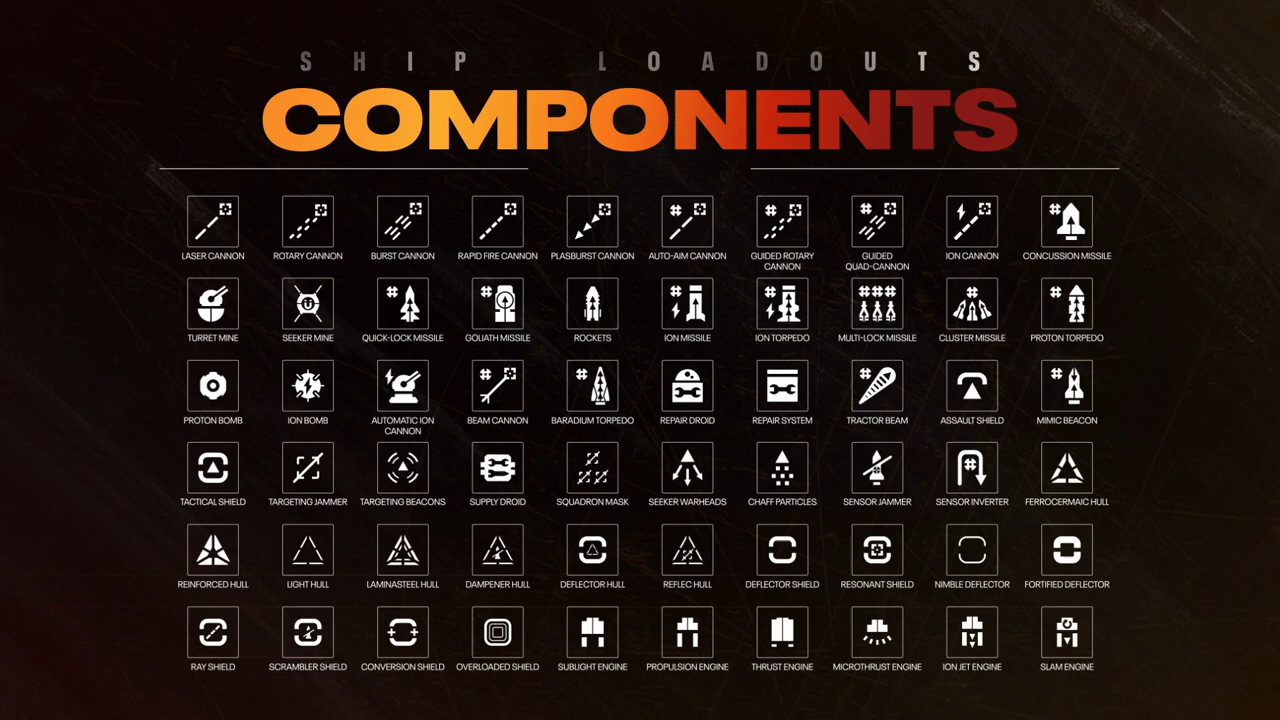 SHIP LOADOUTS
COMPONENTS
LASER CANNON
ROTARY CANNON
BURST CANNON
RAPID FIRE CANNON
PLASBURST CANNON
AUTO-AIM CANNON
GUIDED ROTARY
CANNON
GUIDED
QUAD-CANNON
ION CANNON
CONCUSSION MISSILE
TURRET MINE
SEEKER MINE
QUICK-LOCK MISSILE
GOLIATH MISSILE
ROCKETS
ION MISSILE
ION TORPEDO
MULTI-LOCK MISSILE
CLUSTER MISSILE
PROTON TORPEDO
PROTON BOMB
ION BOMB
AUTOMATIC ION
CANNON
BEAM CANNON
BARADIUM TORPEDO
REPAIR DROID
REPAIR SYSTEM
TRACTOR BEAM
ASSAULT SHIELD
MIMIC BEACON
TACTICAL SHIELD
TARGETING JAMMER
TARGETING BEACONS
SUPPLY DROID
SQUADRON MASK
SEEKER WARHEADS
CHAFF PARTICLES
SENSOR JAMMER
SENSOR INVERTER
FERROCERMAIC HULL
REINFORCED HULL
LIGHT HULL
LAMINASTEEL HULL
DAMPENER HULL
DEFLECTOR HULL
REFLEC HULL
DEFLECTOR SHIELD
RESONANT SHIELD
NIMBLE DEFLECTOR
FORTIFIED DEFLECTOR
RAY SHIELD
SCRAMBLER SHIELD
CONVERSION SHIELD
OVERLOADED SHIELD
SUBLIGHT ENGINE
PROPULSION ENGINE
THRUST ENGINE
MICROTHRUST ENGINE
ION JET ENGINE
SLAM ENGINE